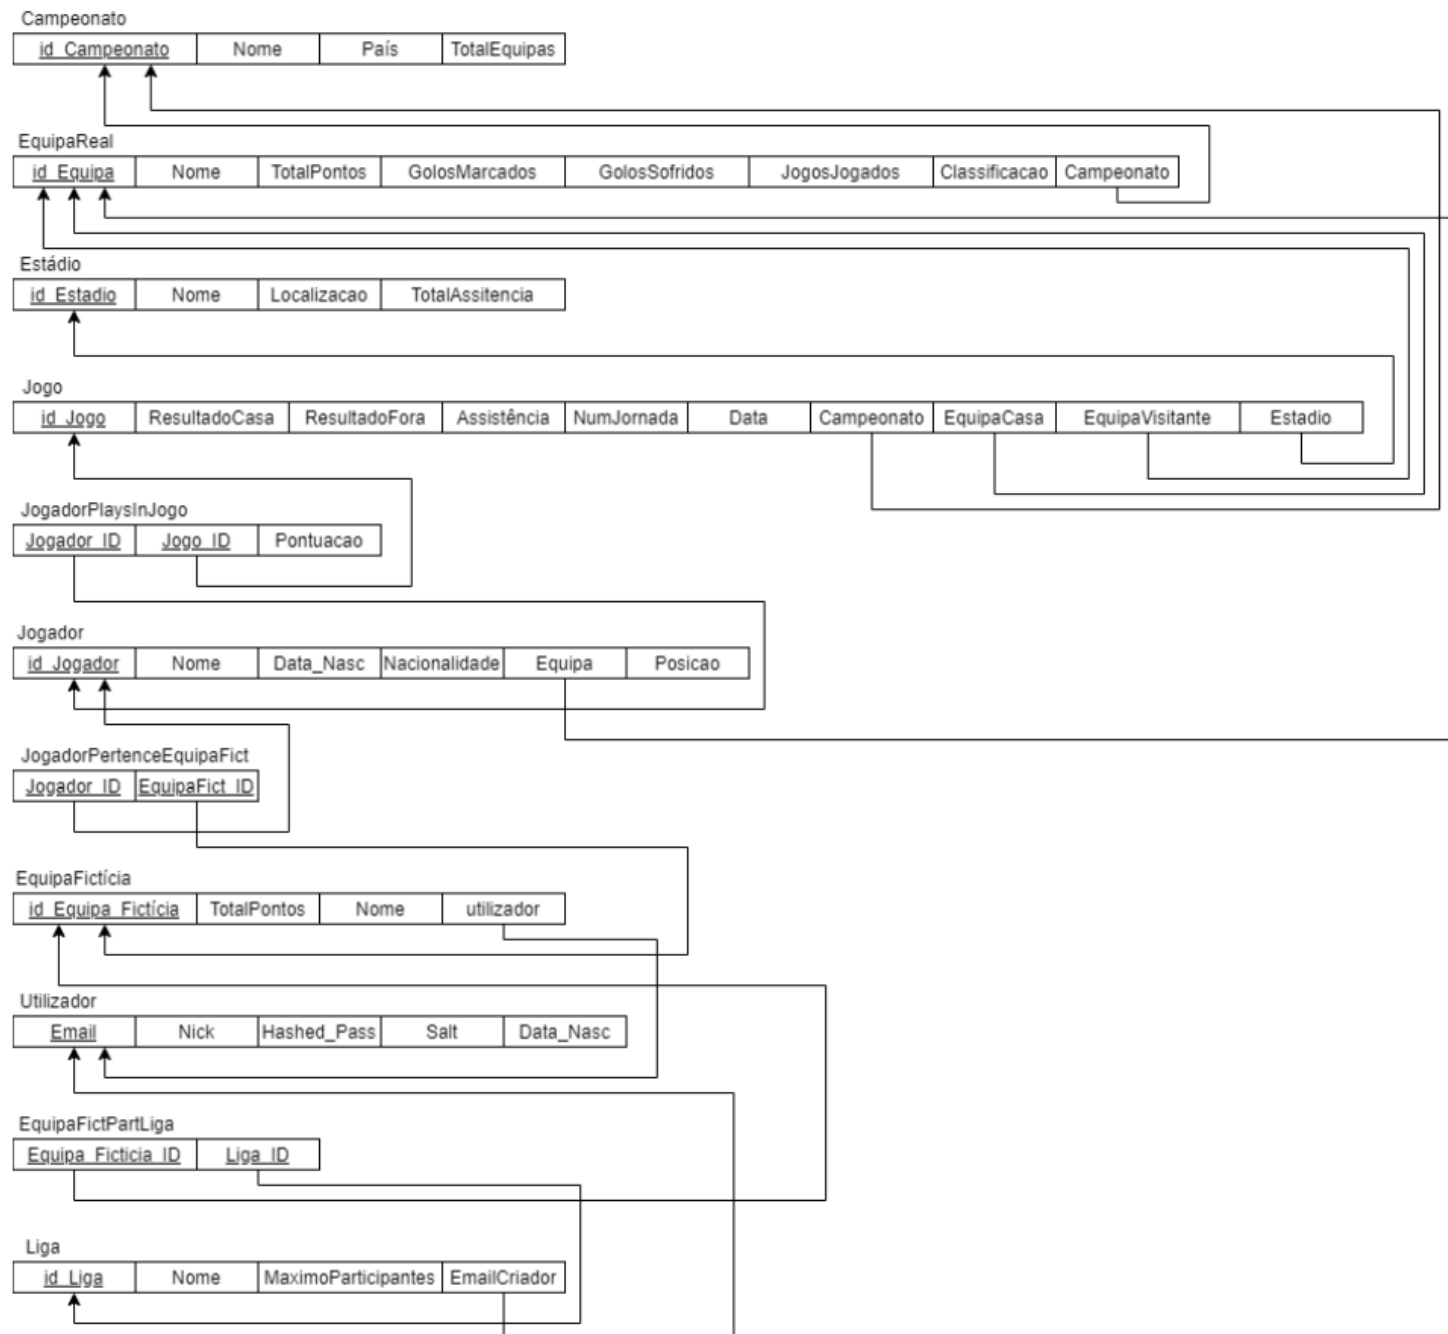 Campeonato
id_Campeonato Nome País TotalEquipas
EquipaReal
id_Equipa Nome TotalPontos GolosMarcados GolosSofridos JogosJogados Classificacao Campeonato
Estádio
id_Estadio Nome Localizacao TotalAssitencia
Jogo
id_Jogo ResultadoCasa ResultadoFora Assistência NumJornada Data Campeonato EquipaCasa EquipaVisitante Estadio
JogadorPlaysInJogo
Jogador_ID Jogo_ID Pontuacao
Jogador
id_Jogador Nome Data_Nasc Nacionalidade Equipa Posicao
JogadorPertenceEquipaFict
Jogador_ID EquipaFict_ID
EquipaFictícia
id_Equipa_Fictícia TotalPontos Nome utilizador
Utilizador
Email Nick Hashed_Pass Salt Data_Nasc
EquipaFictPartLiga
Equipa_Ficticia_ID Liga_ID
Liga
id_Liga Nome MaximoParticipantes EmailCriador